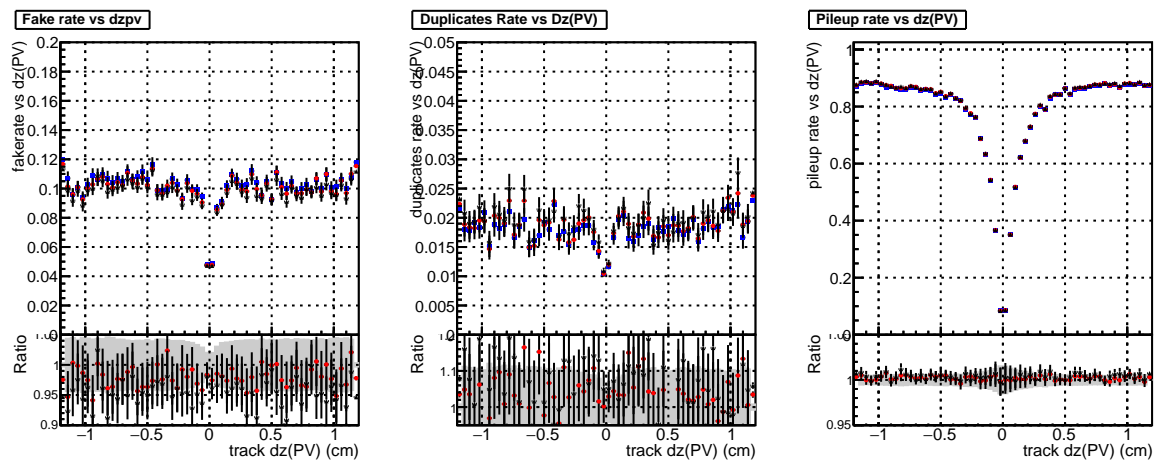 Fake rate vs dzpv
fakerate vs dz(PV)
0.2
0.18
0.16
0.14
0.12
0.1
0.08
0.06
0.04
0.02
0
Ratio
1
0.95
0.9
−1 −0.5 0 0.5 1
track dz(PV) (cm)
Duplicates Rate vs Dz(PV)
duplicates rate vs dz(PV)
0.05
0.045
0.04
0.035
0.03
0.025
0.02
0.015
0.01
0.005
0
Ratio
1.1
1
−1 −0.5 0 0.5 1
track dz(PV) (cm)
Pileup rate vs dz(PV)
pileup rate vs dz(PV)
1
0.8
0.6
0.4
0.2
0
Ratio
1
0.95
−1 −0.5 0 0.5 1
track dz(PV) (cm)